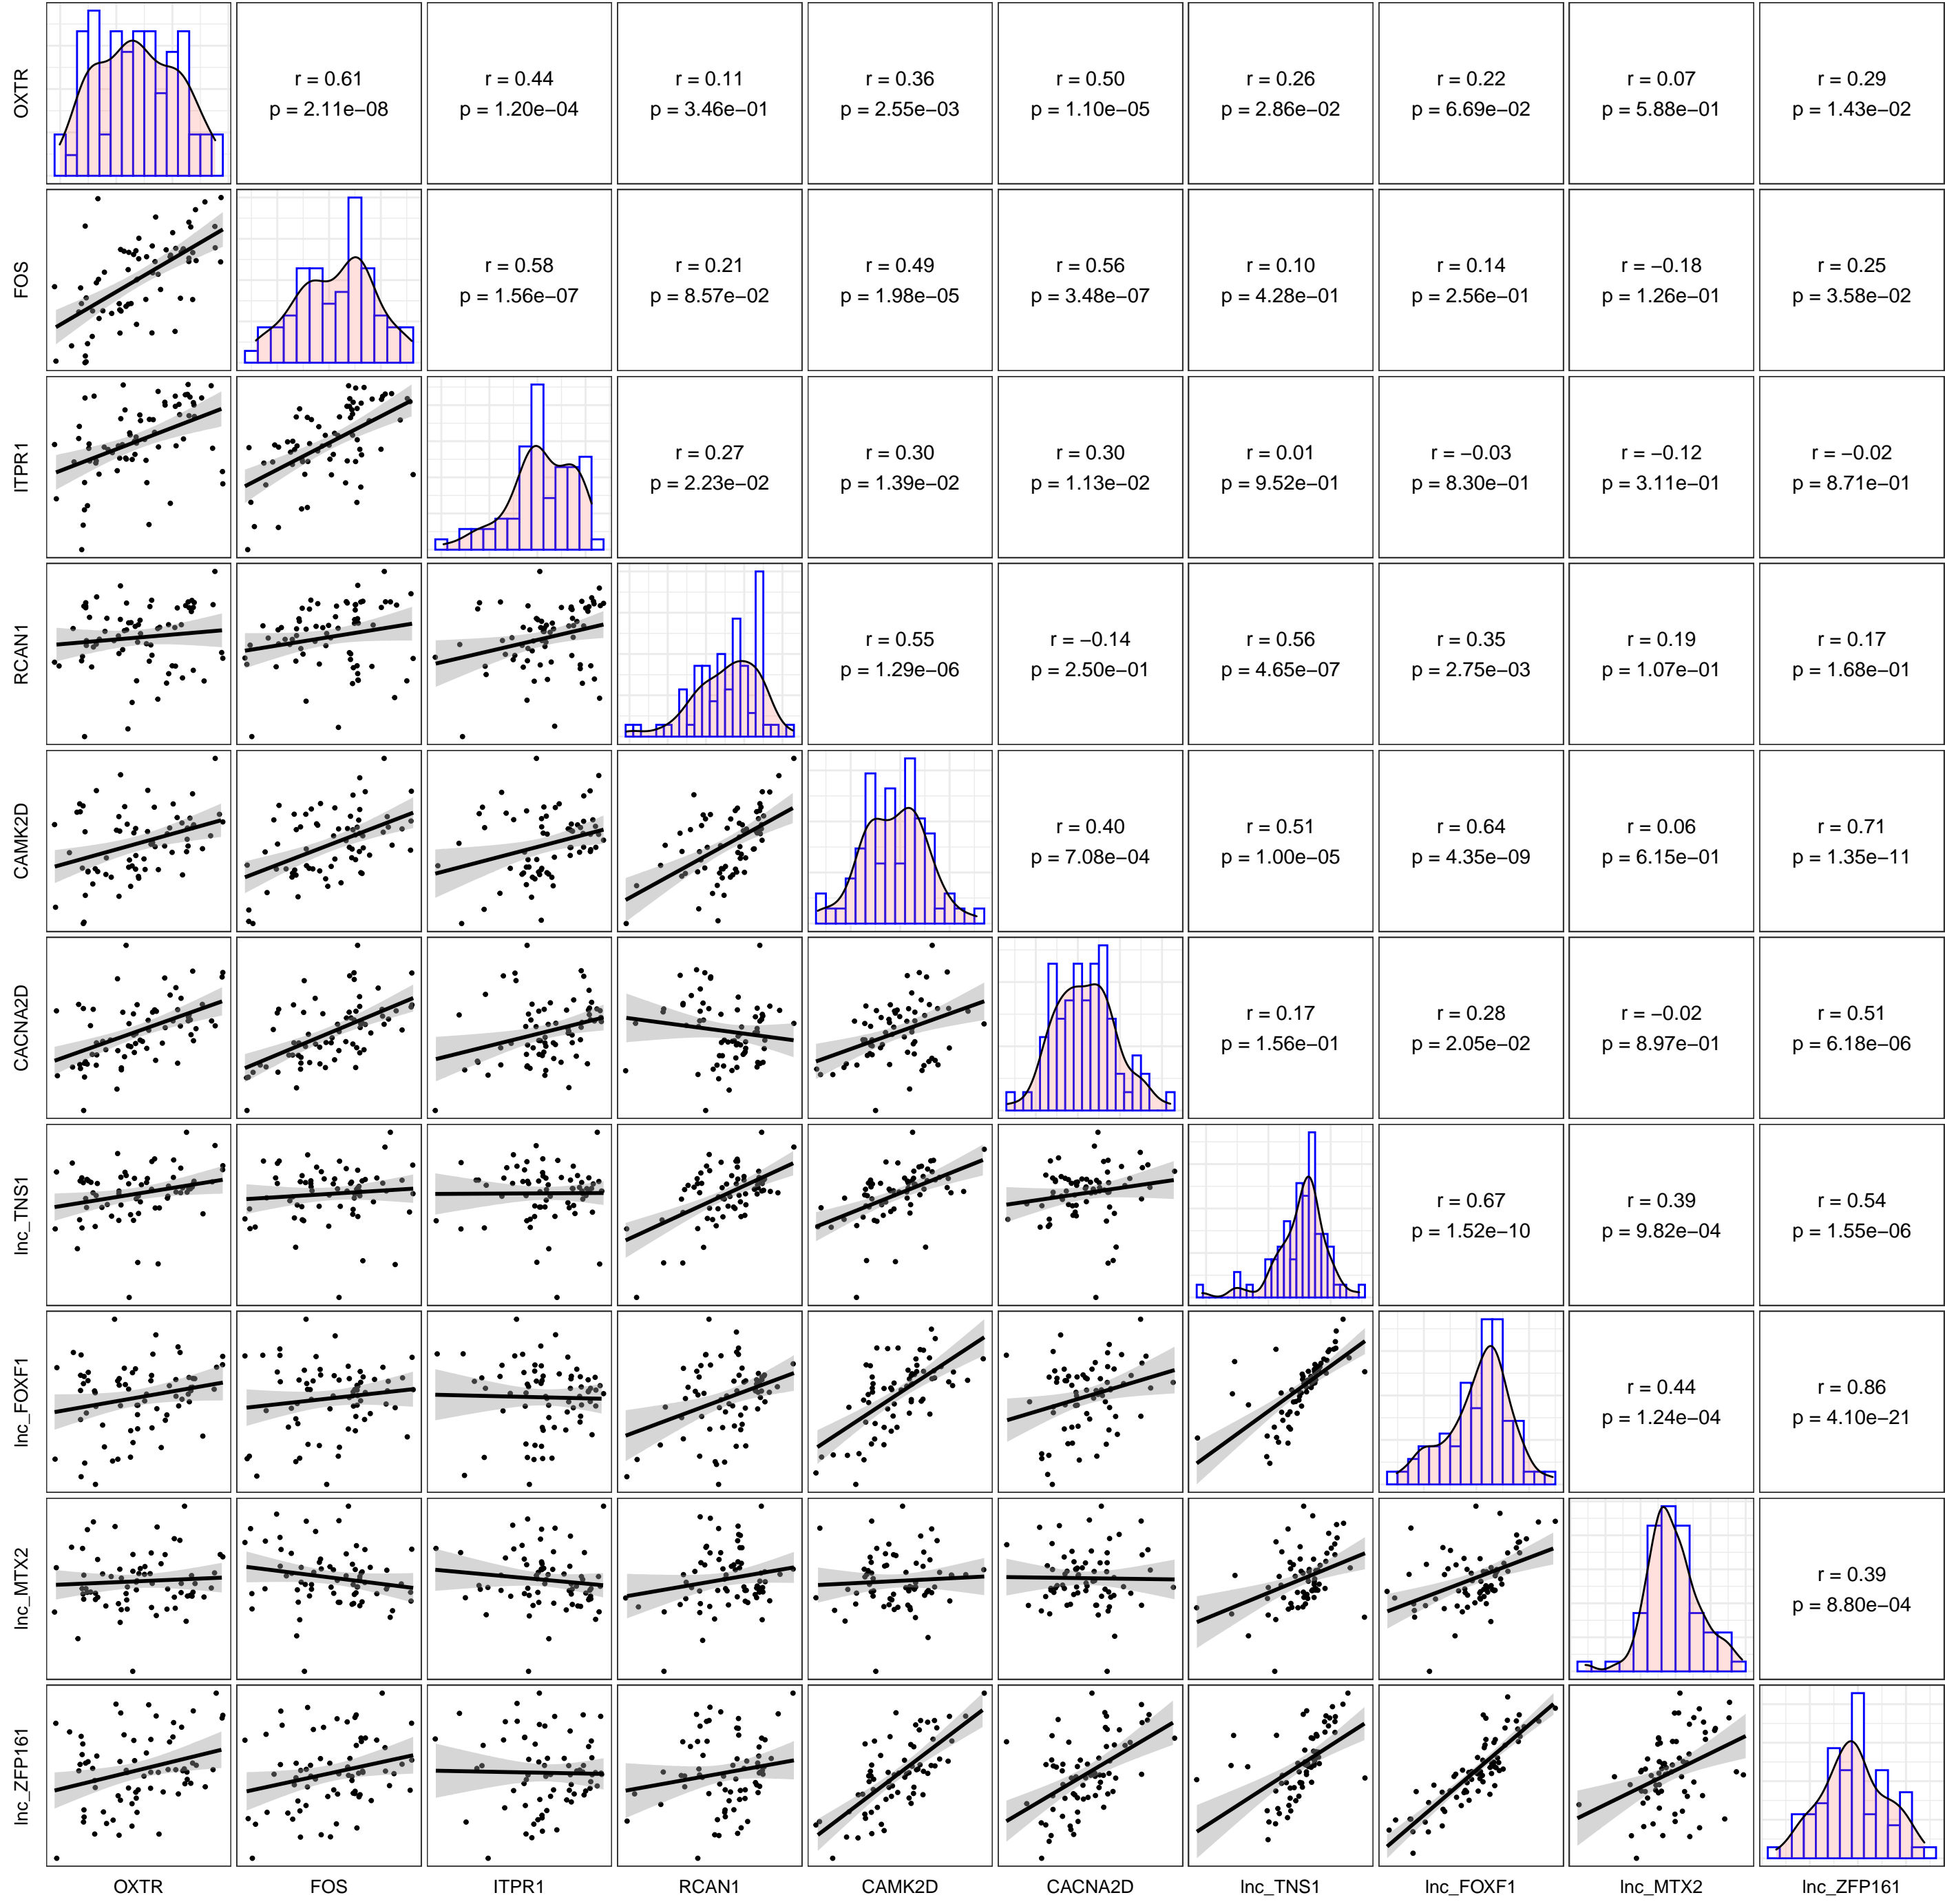 OXTR
r = 0.61
p = 2.11e−08
r = 0.44
p = 1.20e−04
r = 0.11
p = 3.46e−01
r = 0.36
p = 2.55e−03
r = 0.50
p = 1.10e−05
r = 0.26
p = 2.86e−02
r = 0.22
p = 6.69e−02
r = 0.07
p = 5.88e−01
r = 0.29
p = 1.43e−02
FOS
r = 0.58
p = 1.56e−07
r = 0.21
p = 8.57e−02
r = 0.49
p = 1.98e−05
r = 0.56
p = 3.48e−07
r = 0.10
p = 4.28e−01
r = 0.14
p = 2.56e−01
r = −0.18
p = 1.26e−01
r = 0.25
p = 3.58e−02
ITPR1
r = 0.27
p = 2.23e−02
r = 0.30
p = 1.39e−02
r = 0.30
p = 1.13e−02
r = 0.01
p = 9.52e−01
r = −0.03
p = 8.30e−01
r = −0.12
p = 3.11e−01
r = −0.02
p = 8.71e−01
RCAN1
r = 0.55
p = 1.29e−06
r = −0.14
p = 2.50e−01
r = 0.56
p = 4.65e−07
r = 0.35
p = 2.75e−03
r = 0.19
p = 1.07e−01
r = 0.17
p = 1.68e−01
CAMK2D
r = 0.40
p = 7.08e−04
r = 0.51
p = 1.00e−05
r = 0.64
p = 4.35e−09
r = 0.06
p = 6.15e−01
r = 0.71
p = 1.35e−11
CACNA2D
r = 0.17
p = 1.56e−01
r = 0.28
p = 2.05e−02
r = −0.02
p = 8.97e−01
r = 0.51
p = 6.18e−06
lnc_TNS1
r = 0.67
p = 1.52e−10
r = 0.39
p = 9.82e−04
r = 0.54
p = 1.55e−06
lnc_FOXF1
r = 0.44
p = 1.24e−04
r = 0.86
p = 4.10e−21
lnc_MTX2
r = 0.39
p = 8.80e−04
lnc_ZFP161
OXTR
FOS
ITPR1
RCAN1
CAMK2D
CACNA2D
lnc_TNS1
lnc_FOXF1
lnc_MTX2
lnc_ZFP161